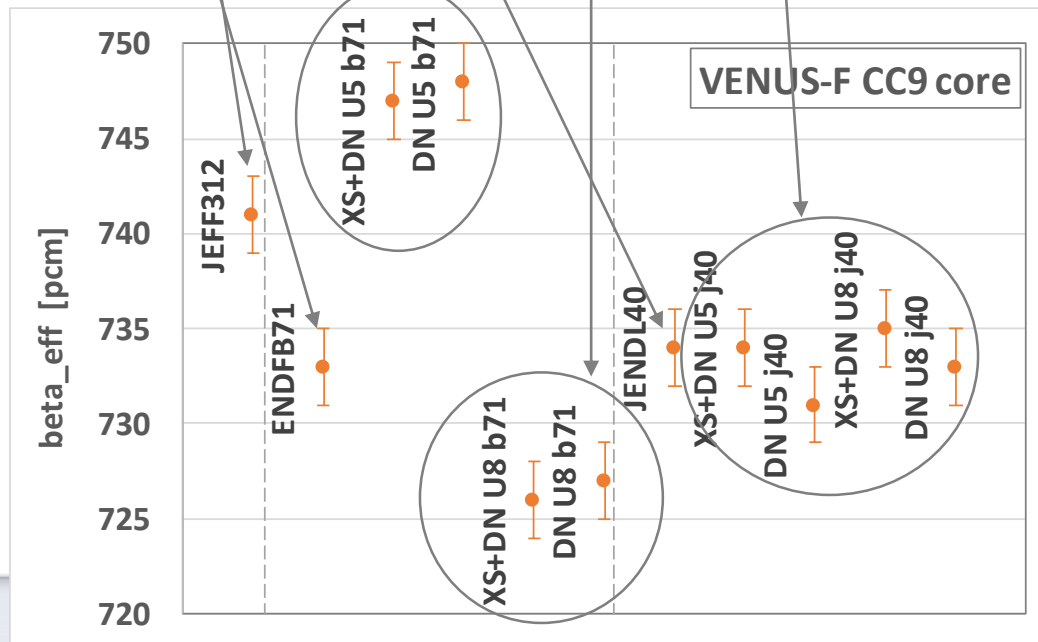 VENUS-F CC9 core
beta_eff [pcm]
750
745
740
735
730
725
720
JEFF312
ENDFB71
XS+DN U5 b71
DN U5 b71
XS+DN U8 b71
DN U8 b71
JENDL40
XS+DN U5 j40
DN U5 j40
XS+DN U8 j40
DN U8 j40